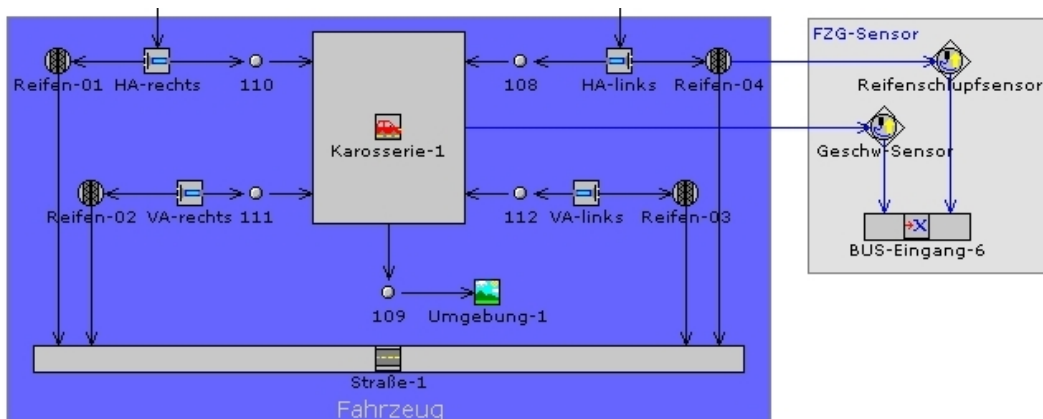 FZG-Sensor
Reifen-01 HA-rechts 110 108 HA-links Reifen-04 Reifenschlupfsensor
Karosserie-1 Geschw-Sensor
Reifen-02 VA-rechts 111 112 VA-links Reifen-03
X
BUS-Eingang-6
109 Umgebung-1
Straße-1
Fahrzeug